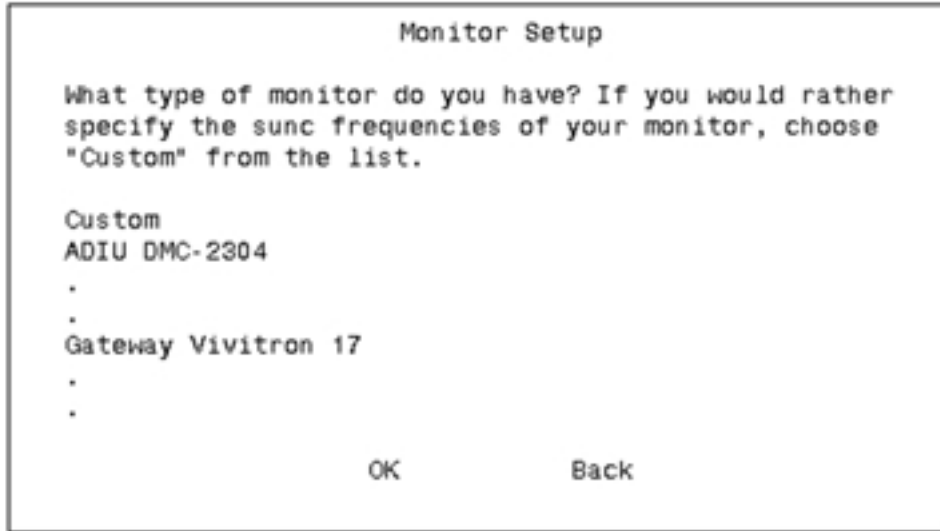 Monitor Setup
What type of monitor do you have? If you would rather
specify the sunc frequencies of your monitor, choose
"Custom" from the list.
Custom
ADIU DMC-2304
.
.
Gateway Vivitron 17
.
.
OK Back